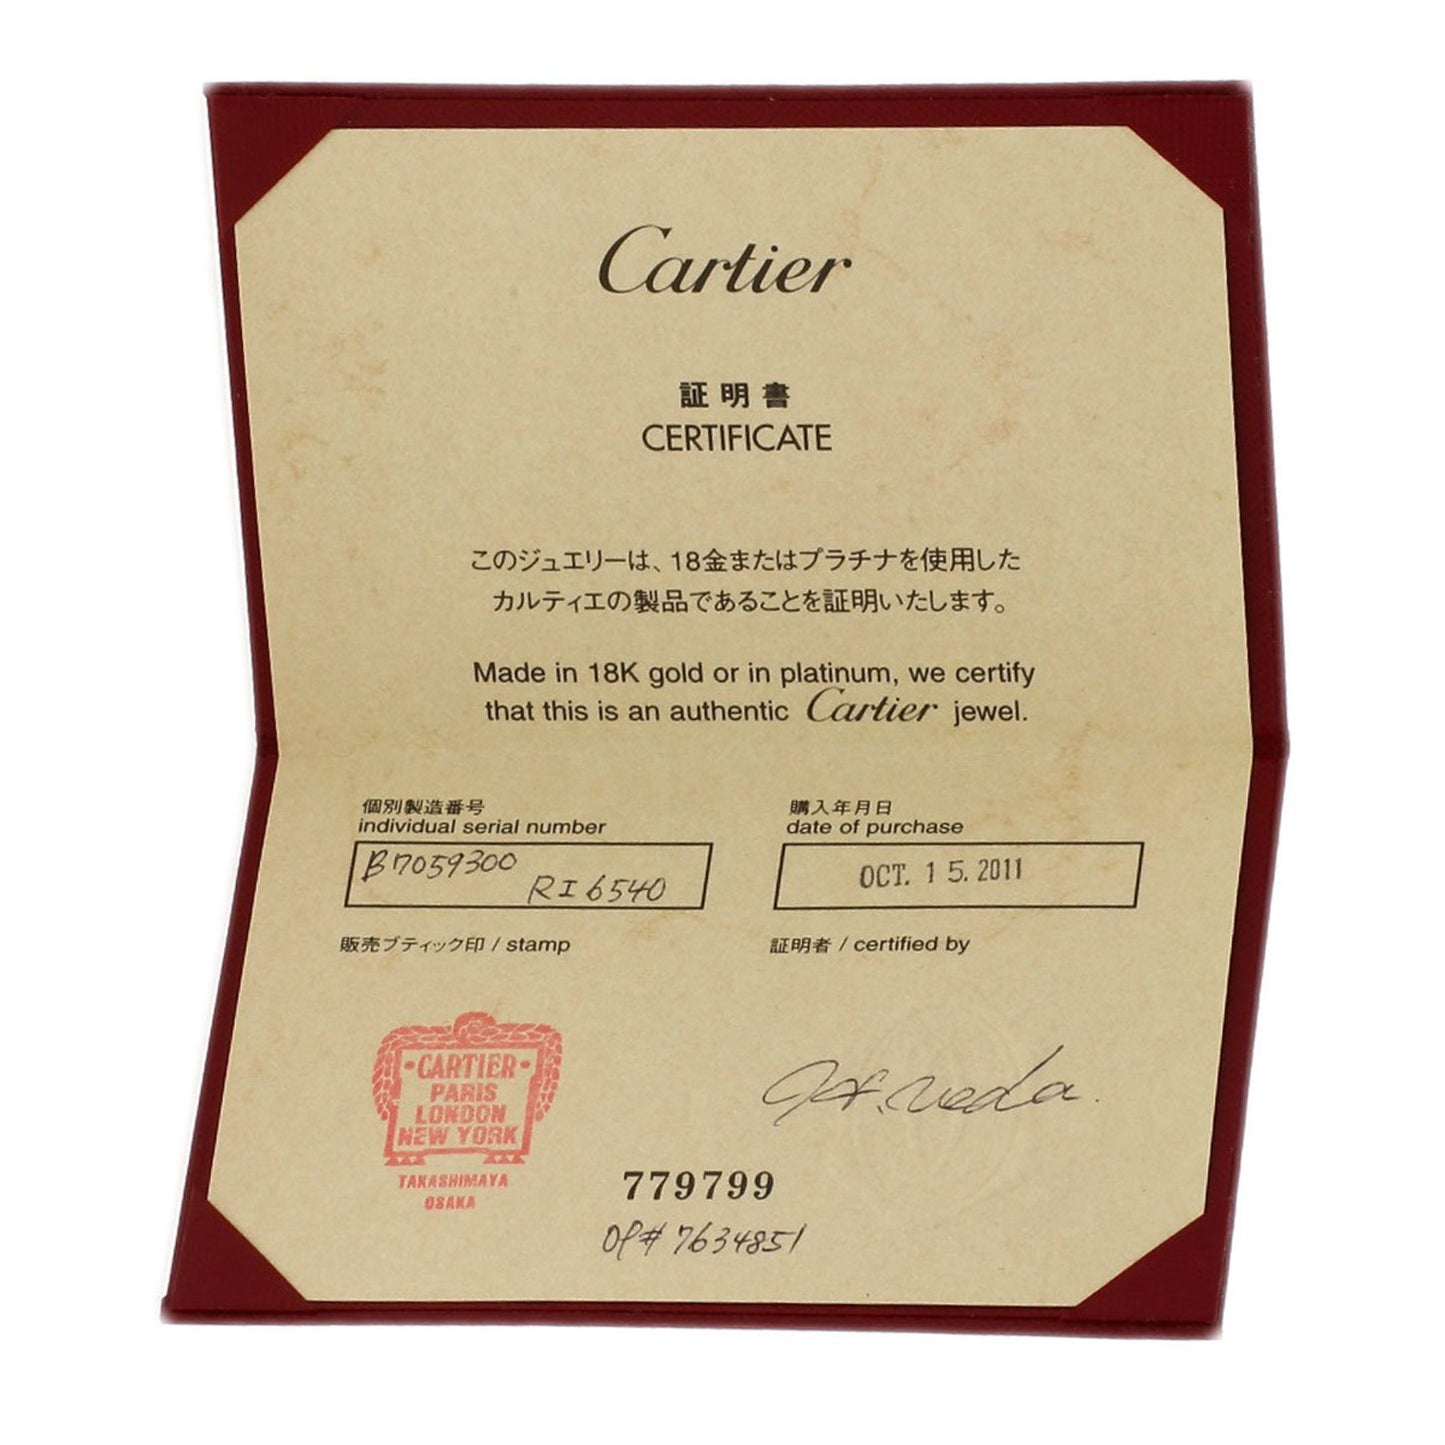 Cartier
証明書
CERTIFICATE
このジュエリーは、18金またはプラチナを使用した
カルティエの製品であることを証明いたします。
Made in 18K gold or in platinum, we certify
that this is an authentic Cartier jewel.
個別製造番号
individual serial number
B7059300
RI6540
購入年月日
date of purchase
OCT. 15. 2011
販売ブティック印 / stamp
証明者 / certified by
·CARTIER·
PARIS
LONDON
NEW YORK
TAKASHIMAYA
OSAKA
Ueda.
779799
OP# 7634851